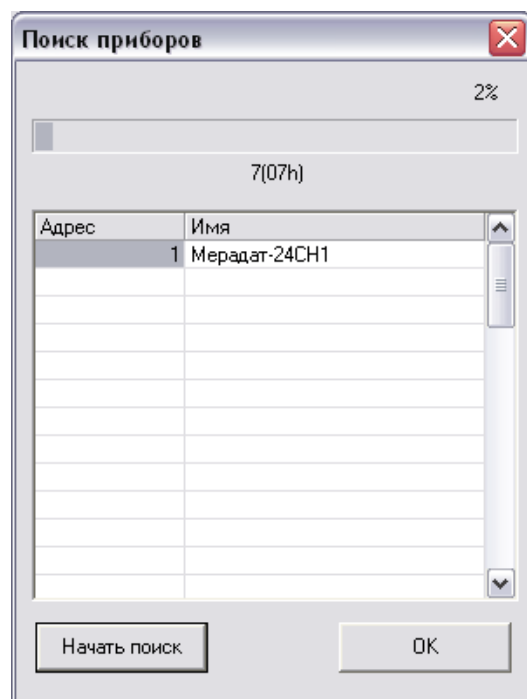 Поиск приборов
2%
7(07h)
Адрес Имя
1 Мерадат-24СН1
Начать поиск OK